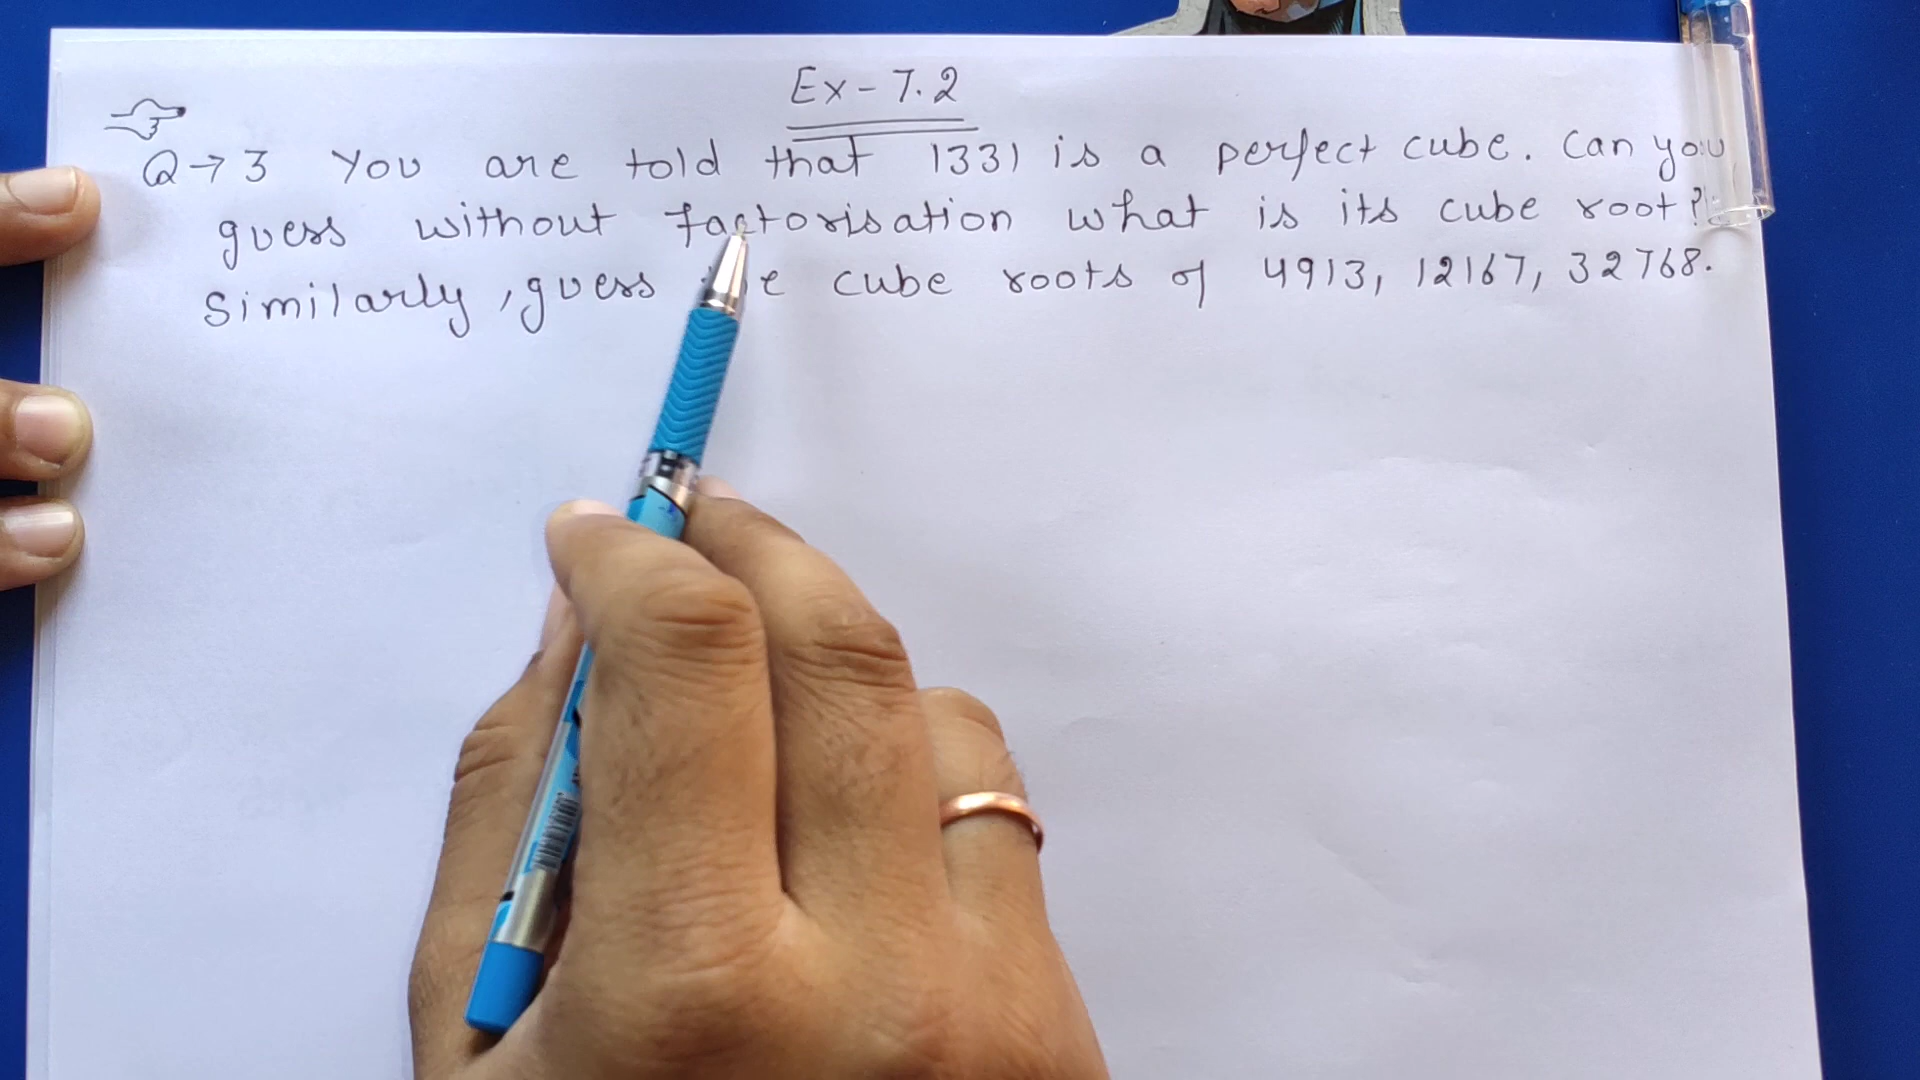 Ex - 7.2
Q → 3 You are told that 1331 is a perfect cube. Can you
guess without factorisation what is its cube root?
Similarly, guess cube roots of 4913, 12167, 32768.